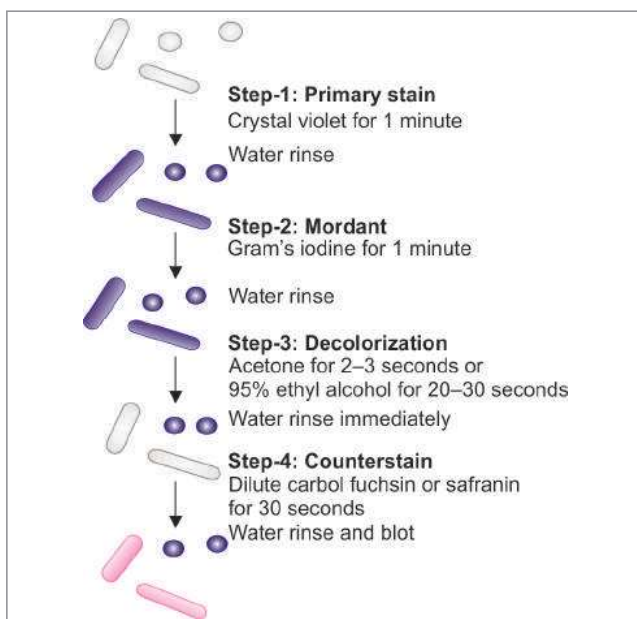 Step-1: Primary stain
Crystal violet for 1 minute
Water rinse
Step-2: Mordant
Gram's iodine for 1 minute
Water rinse
Step-3: Decolorization
Acetone for 2–3 seconds or
95% ethyl alcohol for 20–30 seconds
Water rinse immediately
Step-4: Counterstain
Dilute carbol fuchsin or safranin
for 30 seconds
Water rinse and blot